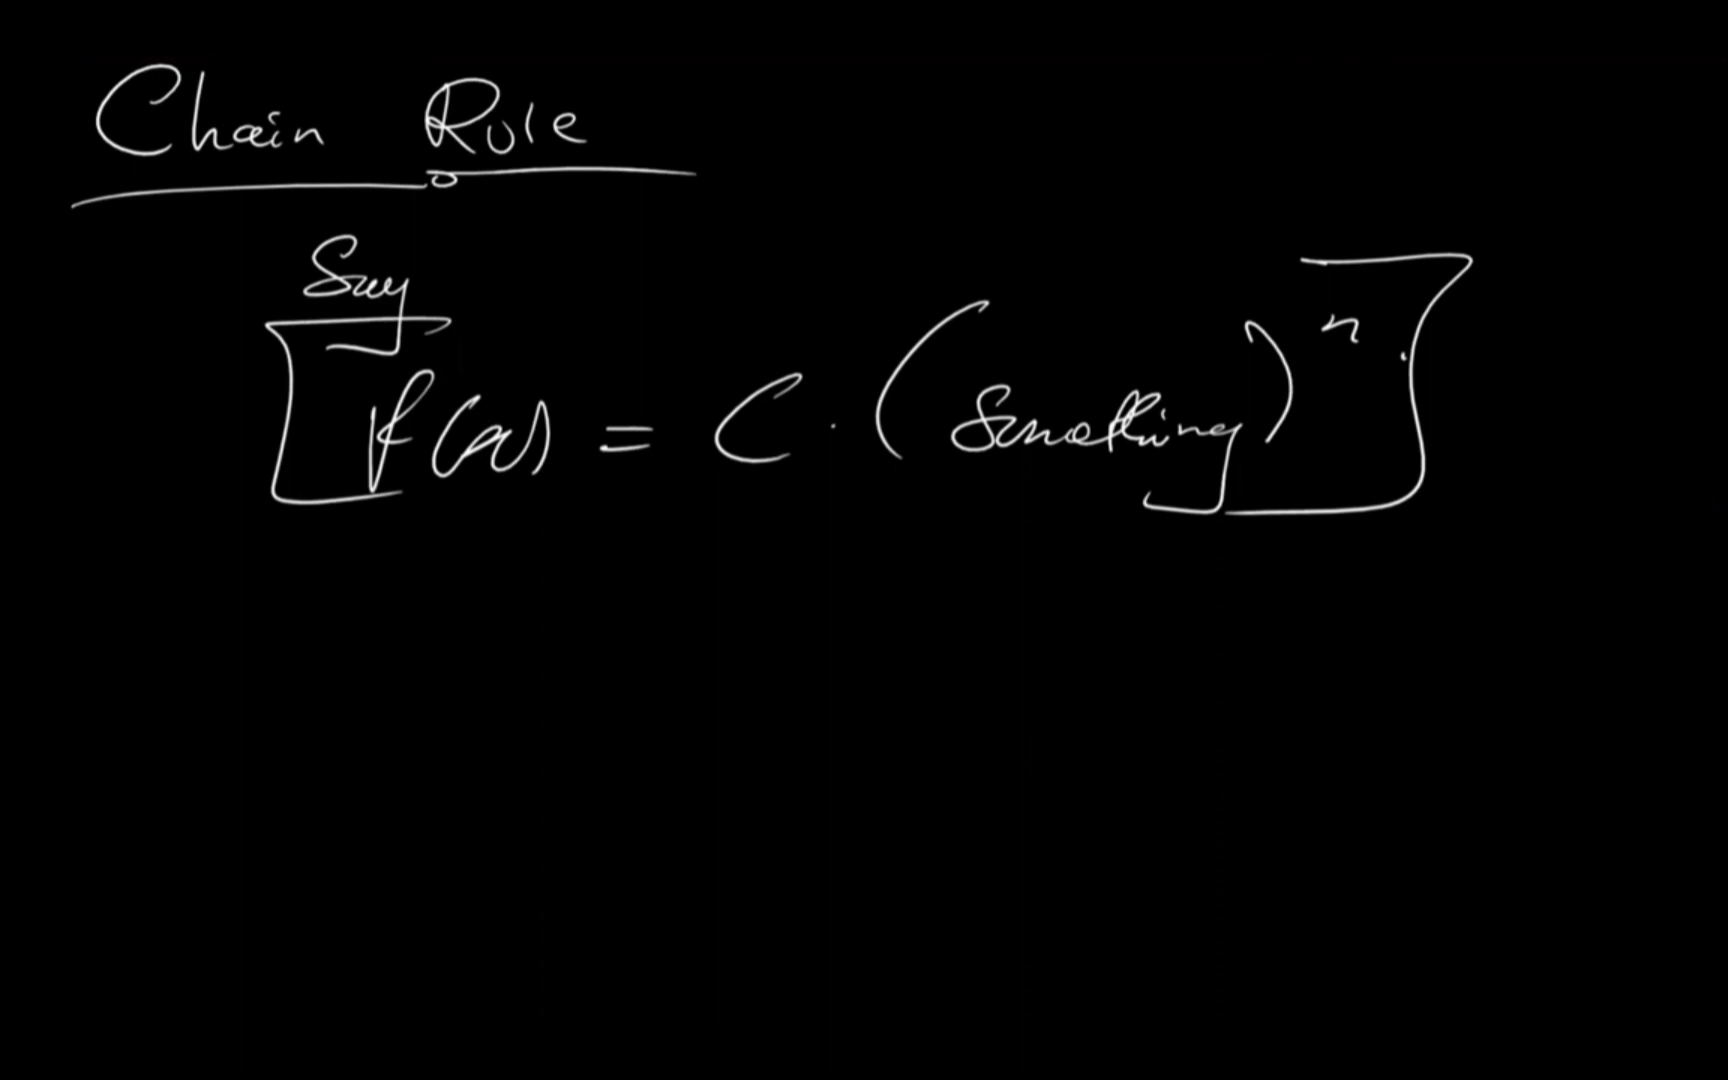 Chain Rule
Say
f(x) = C · (Something)^n